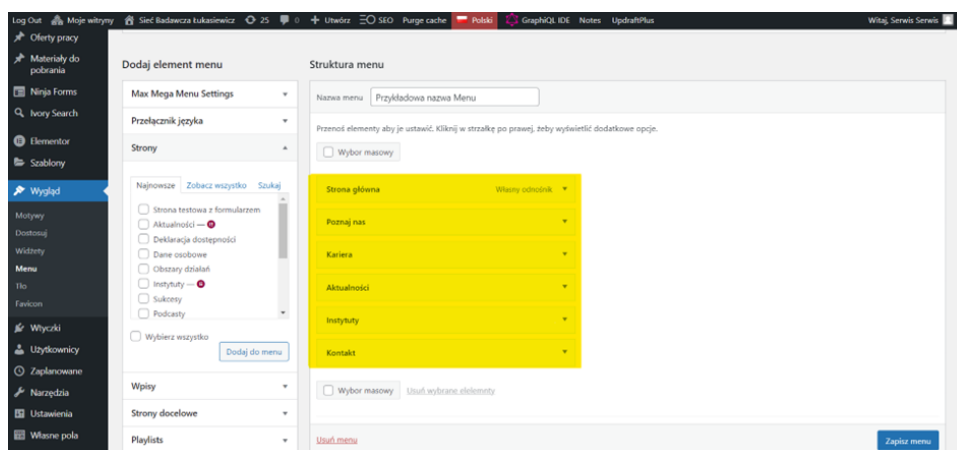 Log Out Moje witryny Sieć Badawcza Łukasiewicz 25 0 Utwórz SEO Purge cache Polski GraphiQL IDE Notes UpdraftPlus Witaj, Serwis Serwis
Oferty pracy
Materiały do
pobrania
Ninja Forms
Ivory Search
Elementor
Szablony
Wygląd
Motywy
Dostosuj
Widżety
Menu
Tło
Favicon
Wtyczki
Użytkownicy
Zaplanowane
Narzędzia
Ustawienia
Własne pola
Dodaj element menu
Max Mega Menu Settings
Przełącznik języka
Strony
Najnowsze Zobacz wszystko Szukaj
Strona testowa z formularzem
Aktualności —
Deklaracja dostępności
Dane osobowe
Obszary działań
Instytuty —
Sukcesy
Podcasty
Wybierz wszystko
Dodaj do menu
Wpisy
Strony docelowe
Playlists
Struktura menu
Nazwa menu Przykładowa nazwa Menu
Przenoś elementy aby je ustawić. Kliknij w strzałkę po prawej, żeby wyświetlić dodatkowe opcje.
Wybor masowy
Strona główna Własny odnośnik
Poznaj nas
Kariera
Aktualności
Instytuty
Kontakt
Wybor masowy Usuń wybrane elelemnty
Usuń menu
Zapisz menu